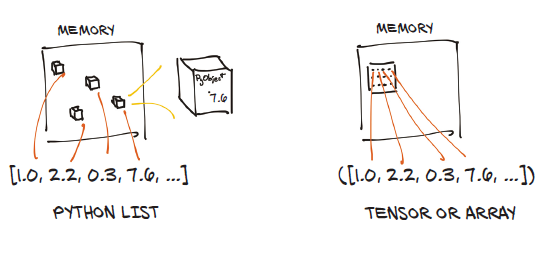 MEMORY
PyObject
7.6
[1.0, 2.2, 0.3, 7.6, ...]
PYTHON LIST
MEMORY
([1.0, 2.2, 0.3, 7.6, ...])
TENSOR OR ARRAY